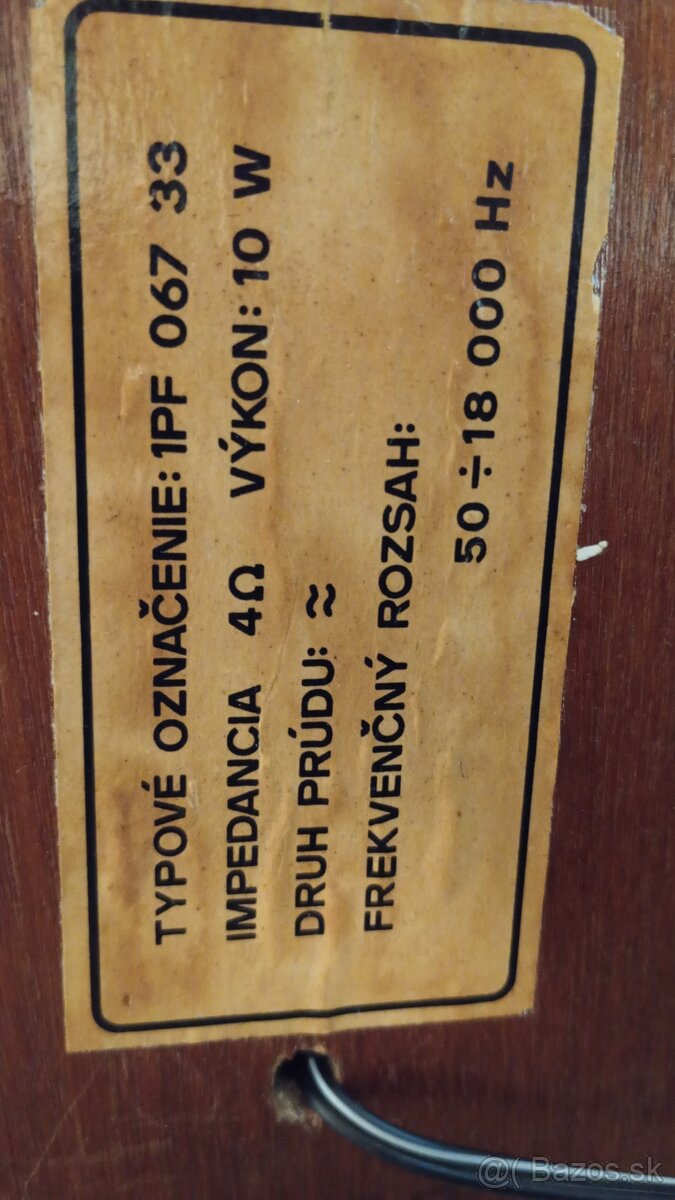 TYPOVÉ OZNAČENIE: 1PF 067 33
IMPEDANCIA 4Ω VÝKON: 10 W
DRUH PRÚDU: ≈
FREKVENČNÝ ROZSAH:
50÷18 000 Hz
@( Bazos.sk